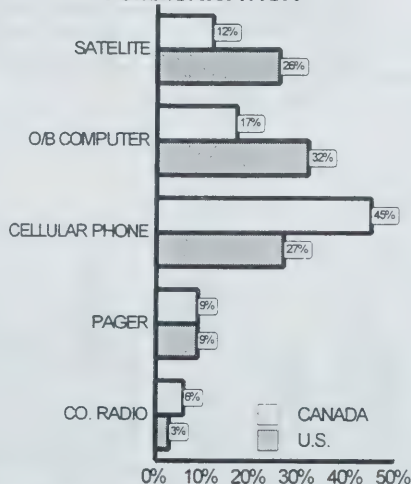 12%
SATELITE
26%
17%
O/B COMPUTER
32%
45%
CELLULAR PHONE
27%
9%
PAGER
9%
6%
CO. RADIO
3%
CANADA
U.S.
0% 10% 20% 30% 40% 50%